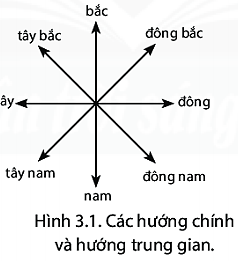 bắc
tây bắc
đông bắc
ây
đông
tây nam
đông nam
nam
Hình 3.1. Các hướng chính
và hướng trung gian.